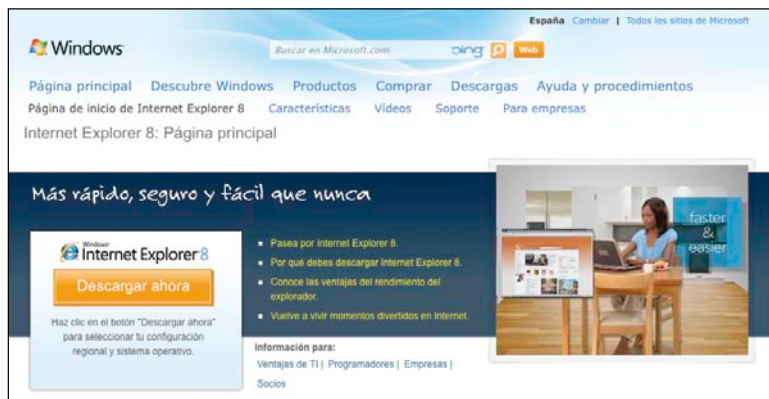 España Cambiar | Todos los sitios de Microsoft
Windows
Buscar en Microsoft.com
bing
Web
Página principal Descubre Windows Productos Comprar Descargas Ayuda y procedimientos
Página de inicio de Internet Explorer 8 Características Vídeos Soporte Para empresas
Internet Explorer 8: Página principal
Más rápido, seguro y fácil que nunca
Windows
Internet Explorer 8
Descargar ahora
Haz clic en el botón "Descargar ahora"
para seleccionar tu configuración
regional y sistema operativo.
Pasea por Internet Explorer 8.
Por qué debes descargar Internet Explorer 8.
Conoce las ventajas del rendimiento del
explorador.
Vuelve a vivir momentos divertidos en Internet.
Información para:
Ventajas de TI | Programadores | Empresas |
Socios
faster
&
easier